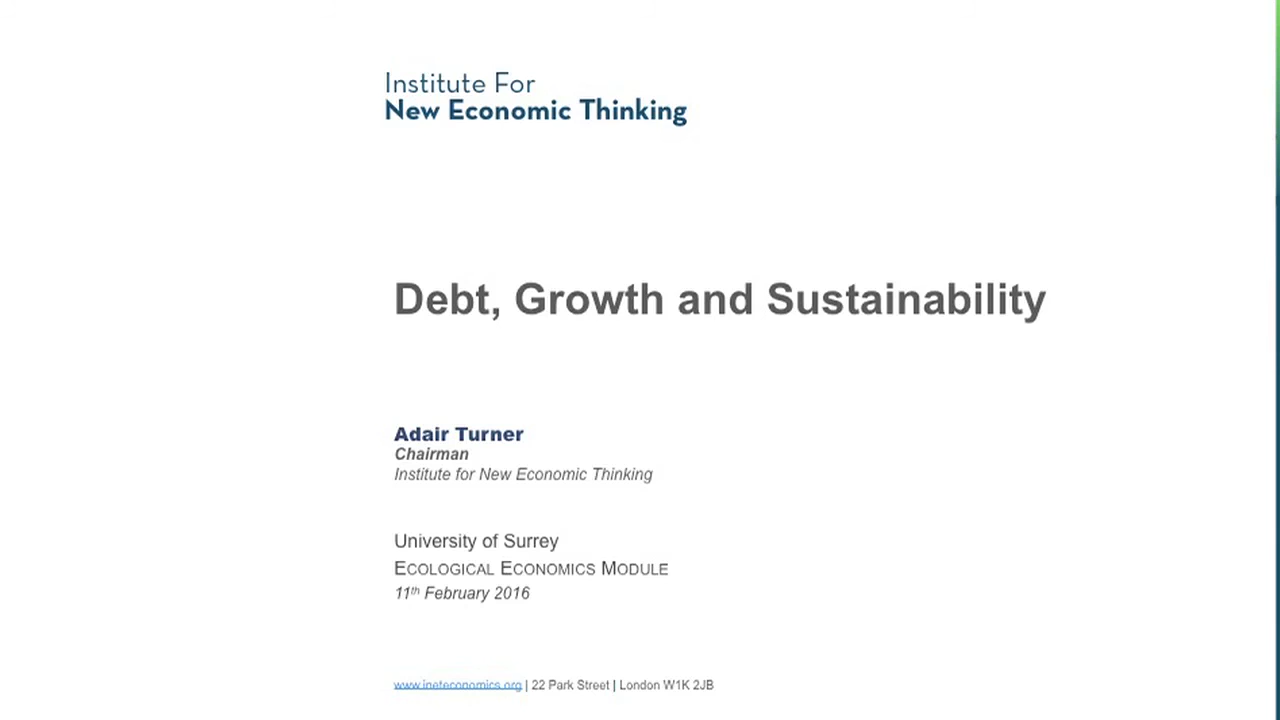 Institute For
New Economic Thinking
Debt, Growth and Sustainability
Adair Turner
Chairman
Institute for New Economic Thinking
University of Surrey
ECOLOGICAL ECONOMICS MODULE
11th February 2016
www.ineteconomics.org | 22 Park Street | London W1K 2JB